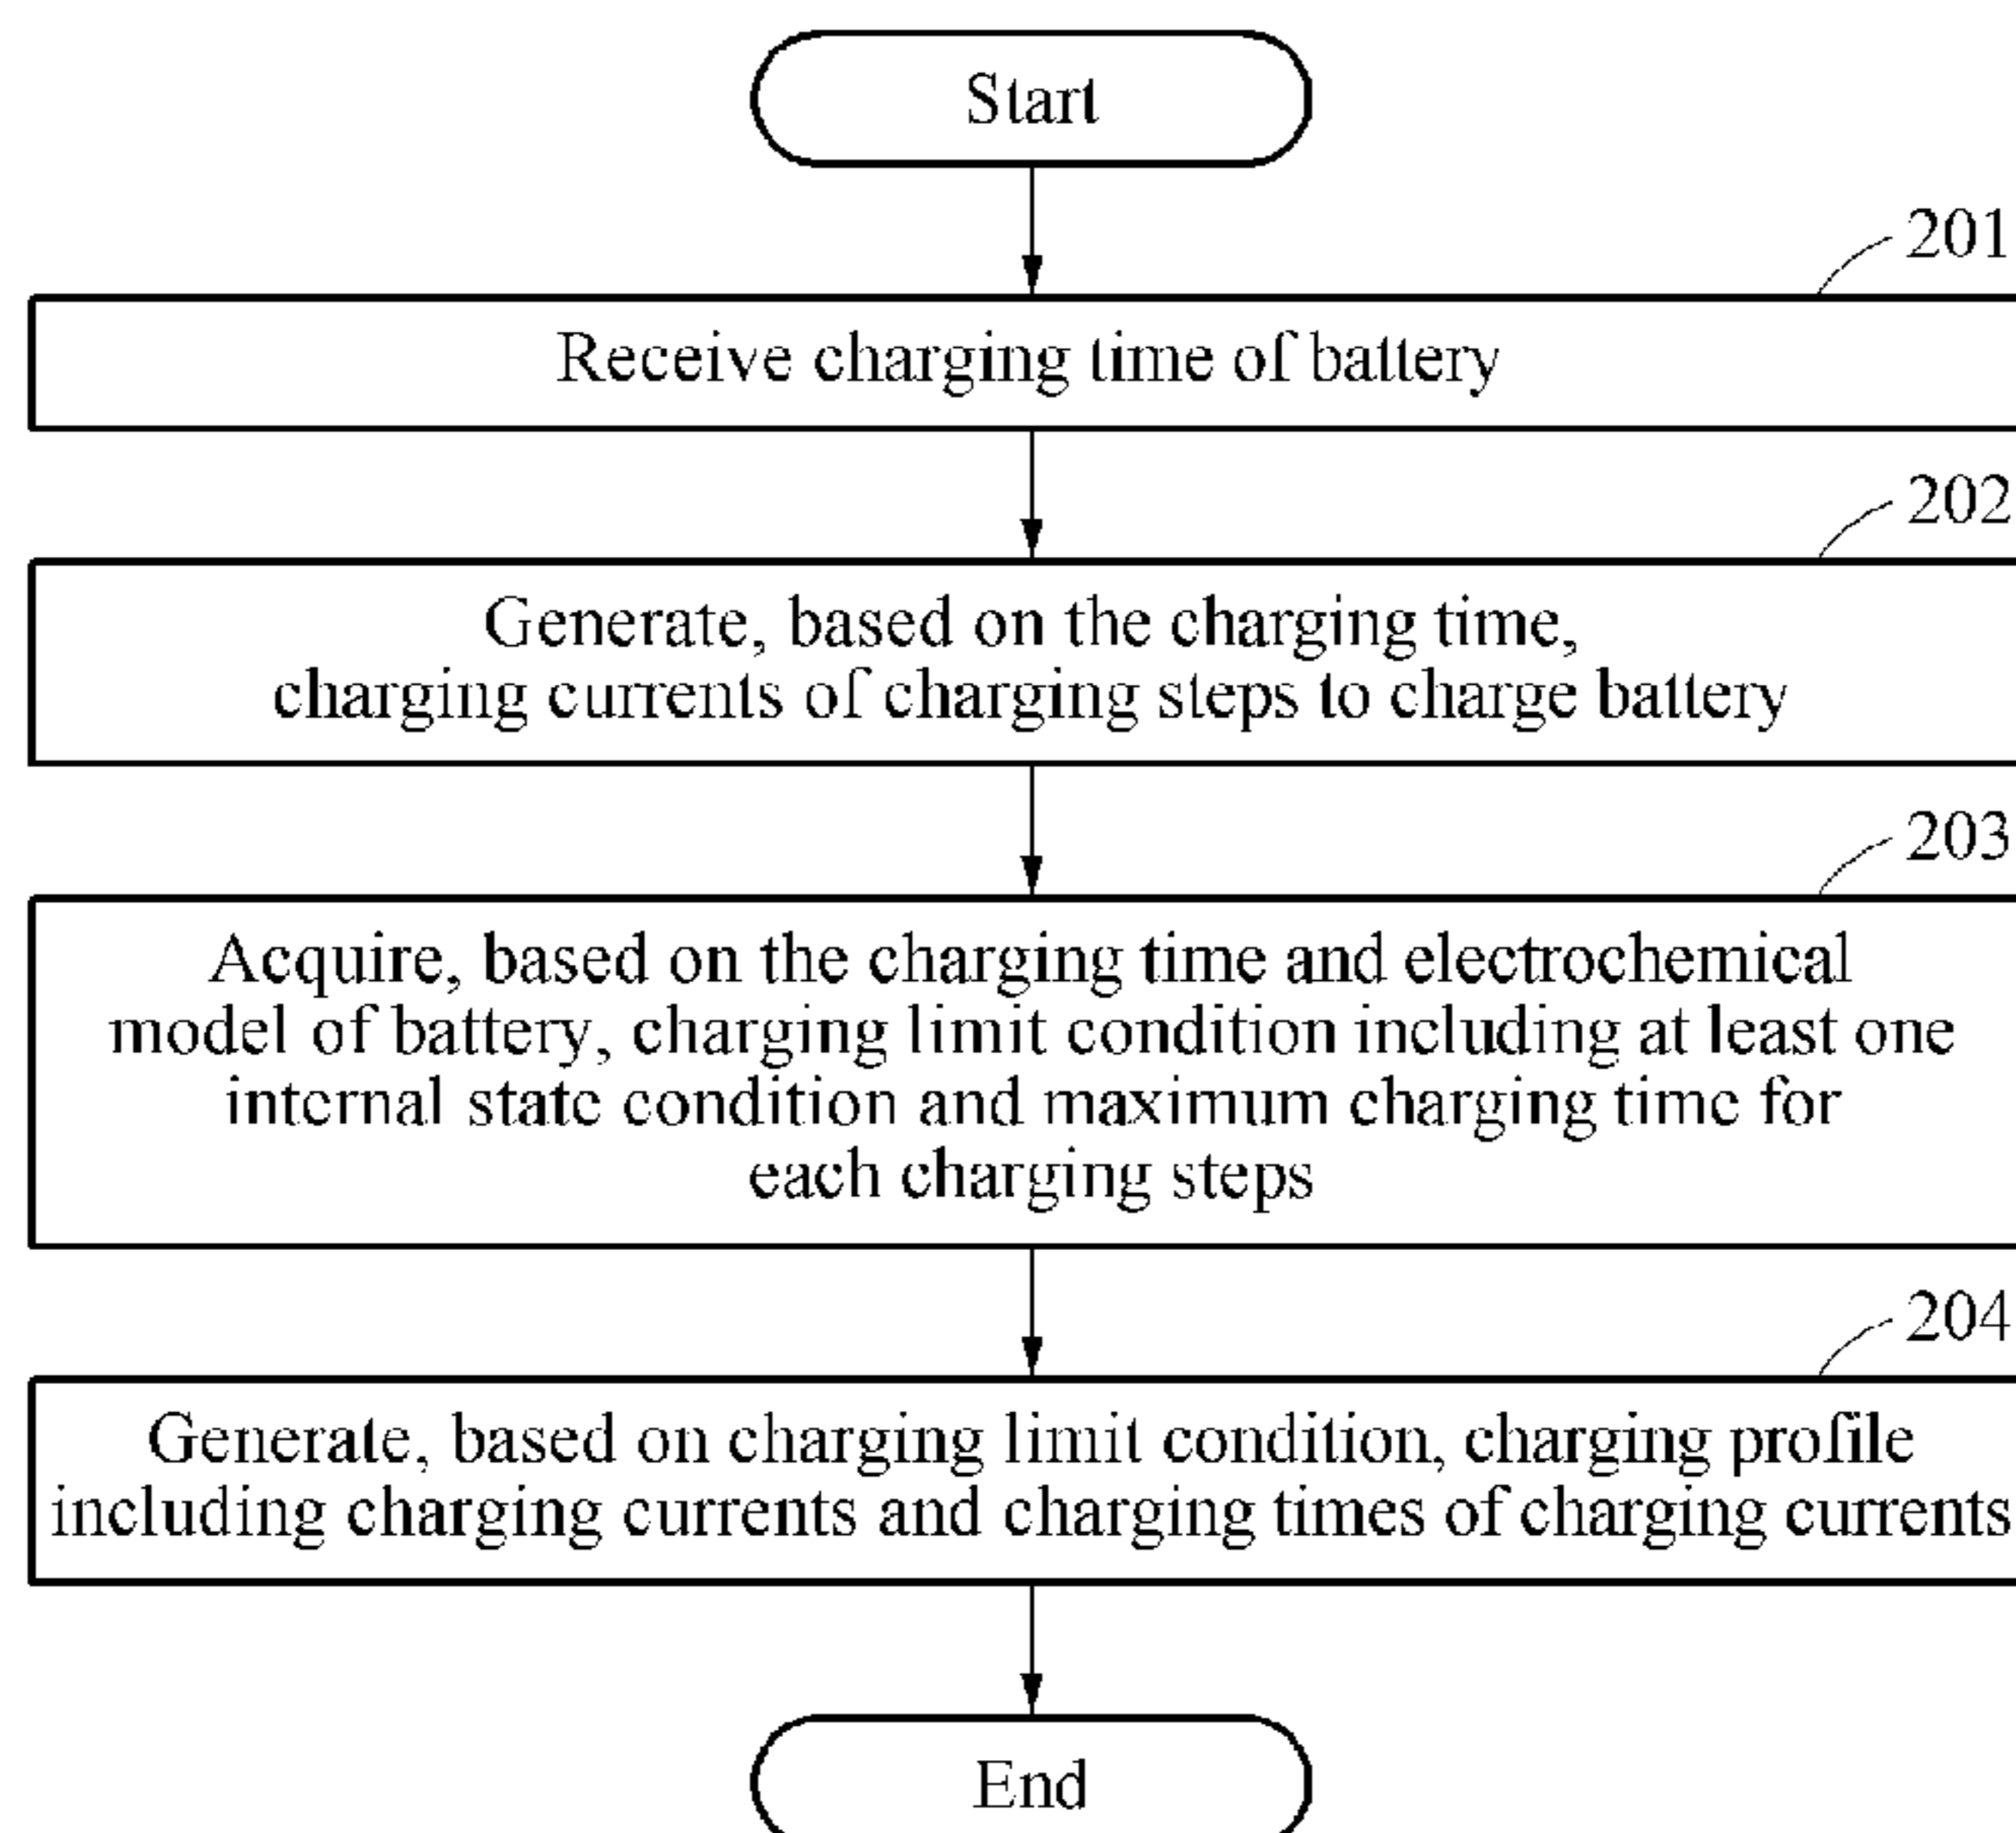 Start
201
Receive charging time of battery
202
Generate, based on the charging time,
charging currents of charging steps to charge battery
203
Acquire, based on the charging time and electrochemical
model of battery, charging limit condition including at least one
internal state condition and maximum charging time for
each charging steps
204
Generate, based on charging limit condition, charging profile
including charging currents and charging times of charging currents
End